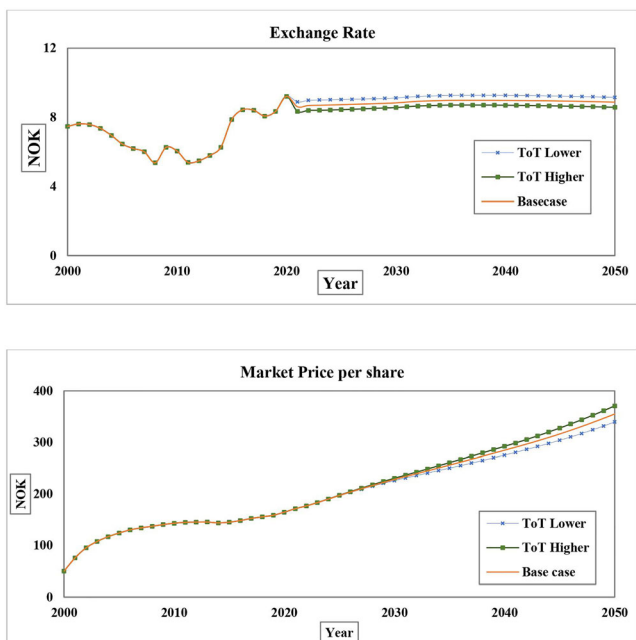 Exchange Rate
12
8
4
0
NOK
ToT Lower
ToT Higher
Basecase
2000 2010 2020 2030 2040 2050
Year
Market Price per share
400
300
200
100
0
NOK
ToT Lower
ToT Higher
Base case
2000 2010 2020 2030 2040 2050
Year